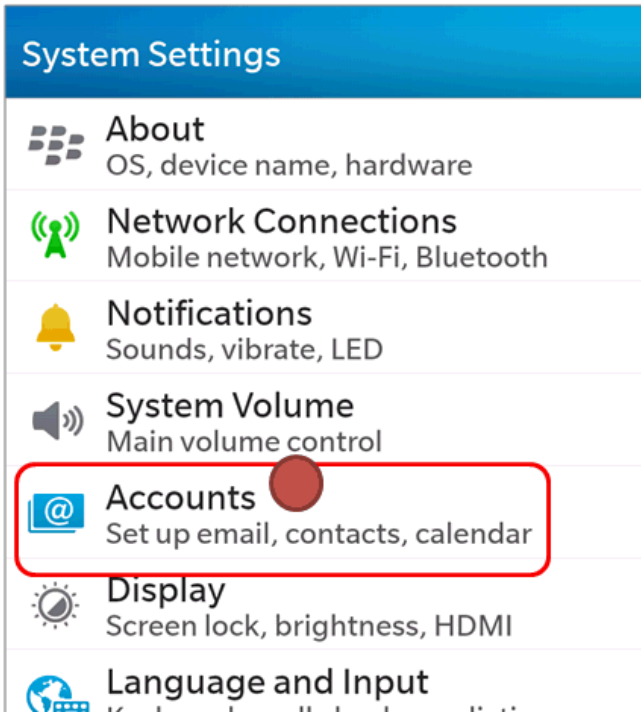 System Settings
About
OS, device name, hardware
Network Connections
Mobile network, Wi-Fi, Bluetooth
Notifications
Sounds, vibrate, LED
System Volume
Main volume control
Accounts
@
Set up email, contacts, calendar
Display
Screen lock, brightness, HDMI
Language and Input